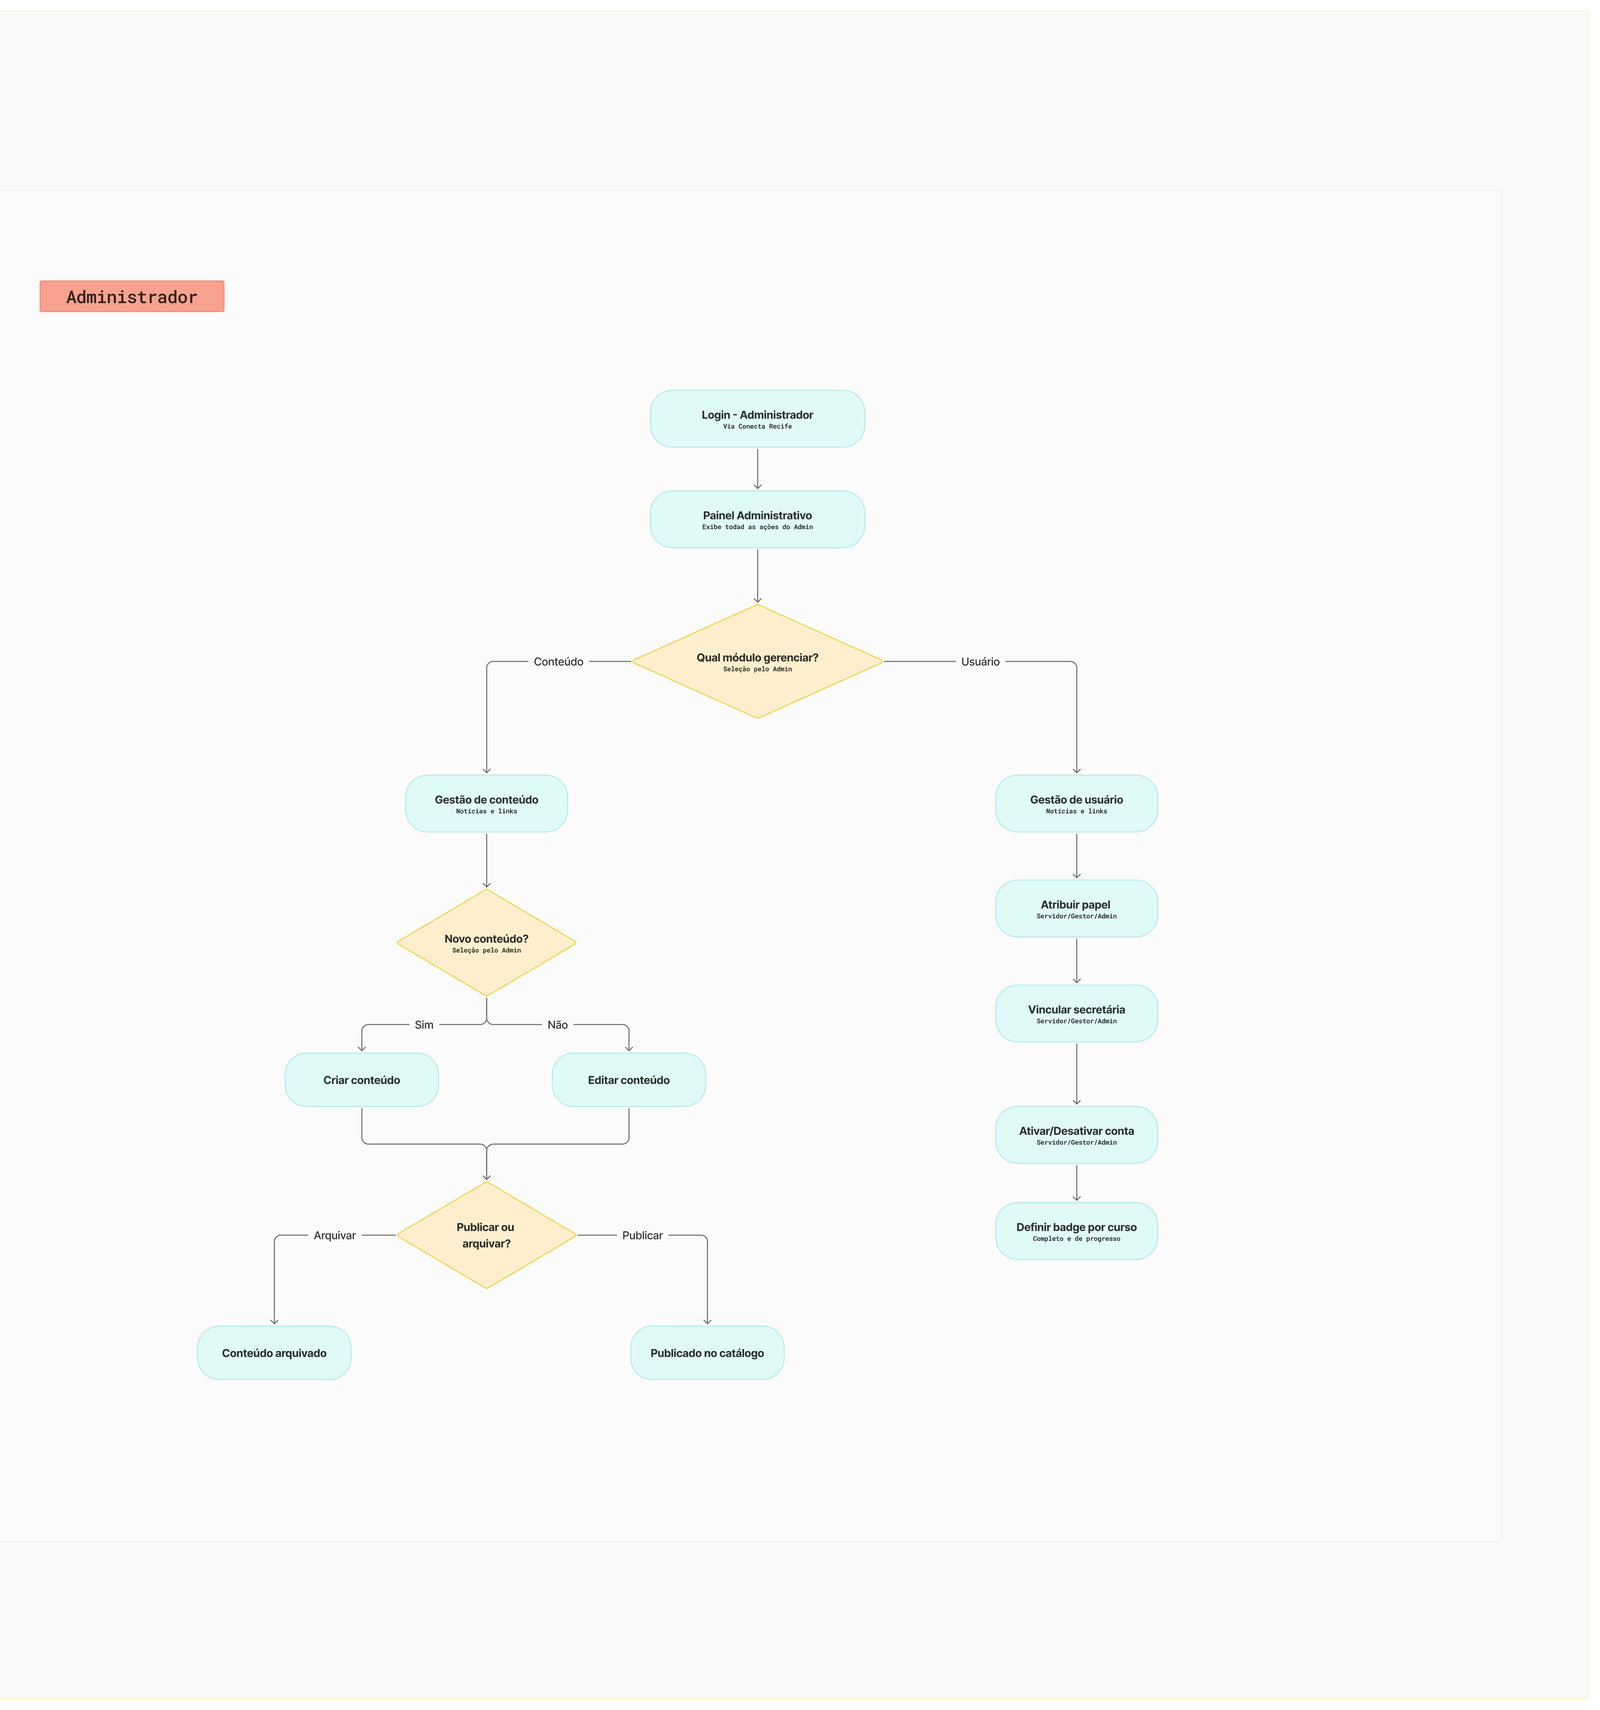 Administrador
Login - Administrador
Via Conecta Recife
Painel Administrativo
Exibe todad as ações do Admin
Qual módulo gerenciar?
Seleção pelo Admin
Conteúdo
Usuário
Gestão de conteúdo
Notícias e links
Gestão de usuário
Notícias e links
Novo conteúdo?
Seleção pelo Admin
Atribuir papel
Servidor/Gestor/Admin
Vincular secretária
Servidor/Gestor/Admin
Sim
Não
Criar conteúdo
Editar conteúdo
Ativar/Desativar conta
Servidor/Gestor/Admin
Publicar ou
arquivar?
Arquivar
Publicar
Definir badge por curso
Completo e de progresso
Conteúdo arquivado
Publicado no catálogo